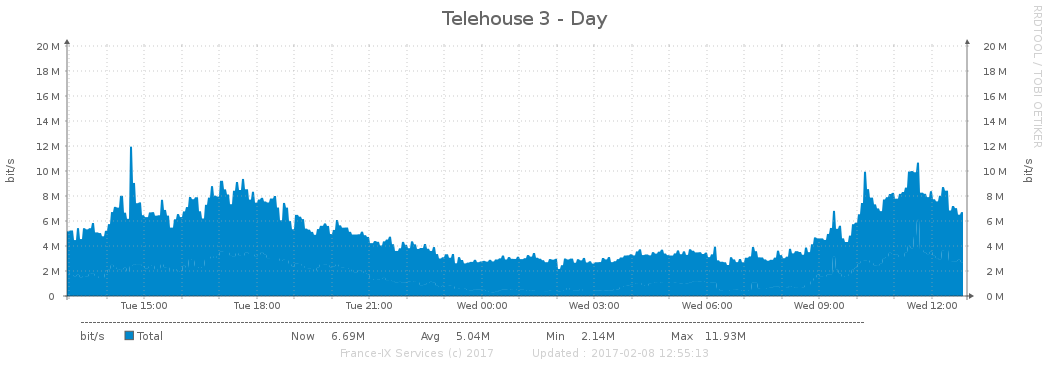 Telehouse 3 - Day
RRDTOOL / TOBI OETIKER
bit/s
20 M
18 M
16 M
14 M
12 M
10 M
8 M
6 M
4 M
2 M
0
20 M
18 M
16 M
14 M
12 M
10 M
8 M
6 M
4 M
2 M
0 M
bit/s
Tue 15:00 Tue 18:00 Tue 21:00 Wed 00:00 Wed 03:00 Wed 06:00 Wed 09:00 Wed 12:00
bit/s Total Now 6.69M Avg 5.04M Min 2.14M Max 11.93M
France-IX Services (c) 2017 Updated : 2017-02-08 12:55:13